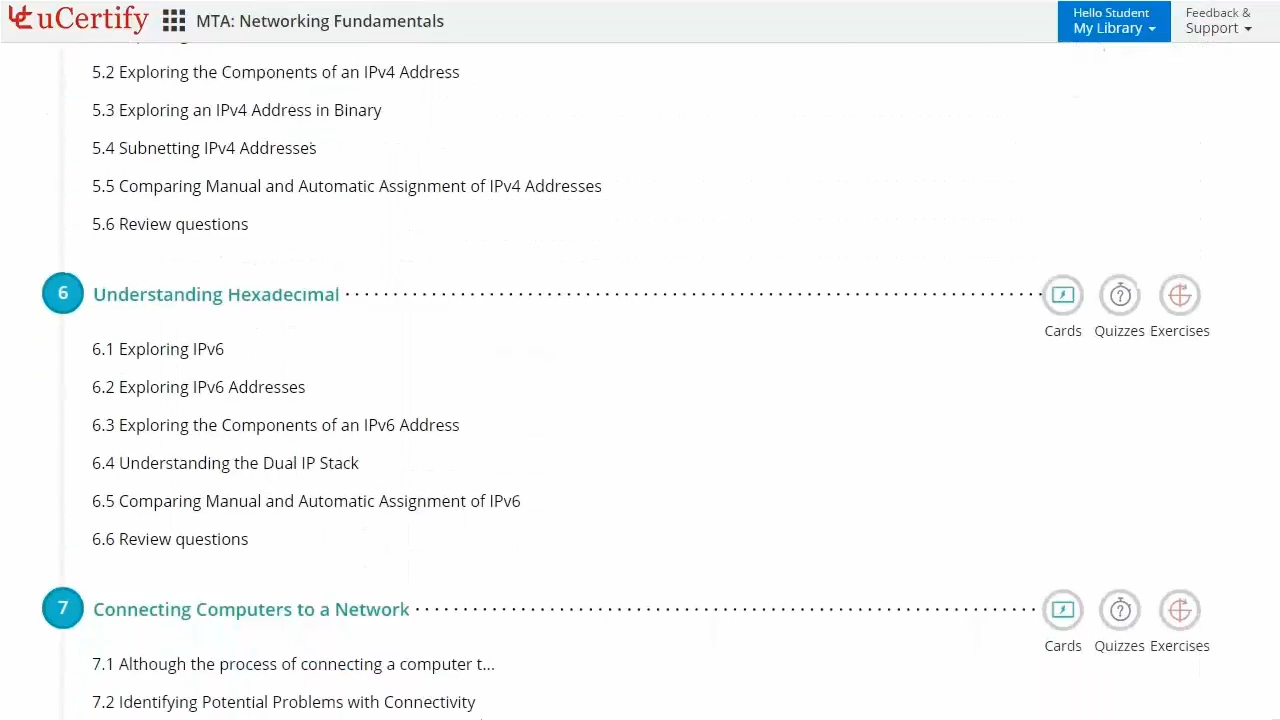 uCertify MTA: Networking Fundamentals
Hello Student
My Library
Feedback &
Support
5.2 Exploring the Components of an IPv4 Address
5.3 Exploring an IPv4 Address in Binary
5.4 Subnetting IPv4 Addresses
5.5 Comparing Manual and Automatic Assignment of IPv4 Addresses
5.6 Review questions
6 Understanding Hexadecimal
Cards Quizzes Exercises
6.1 Exploring IPv6
6.2 Exploring IPv6 Addresses
6.3 Exploring the Components of an IPv6 Address
6.4 Understanding the Dual IP Stack
6.5 Comparing Manual and Automatic Assignment of IPv6
6.6 Review questions
7 Connecting Computers to a Network
Cards Quizzes Exercises
7.1 Although the process of connecting a computer t...
7.2 Identifying Potential Problems with Connectivity